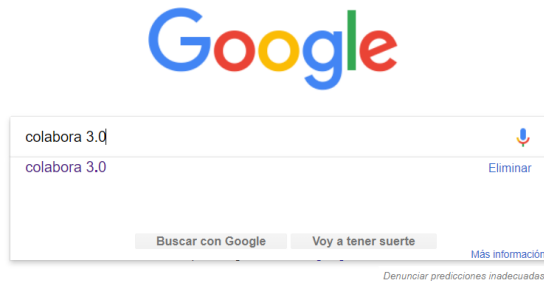 Google
colabora 3.0
colabora 3.0 Eliminar
Buscar con Google Voy a tener suerte
Más información
Denunciar predicciones inadecuadas